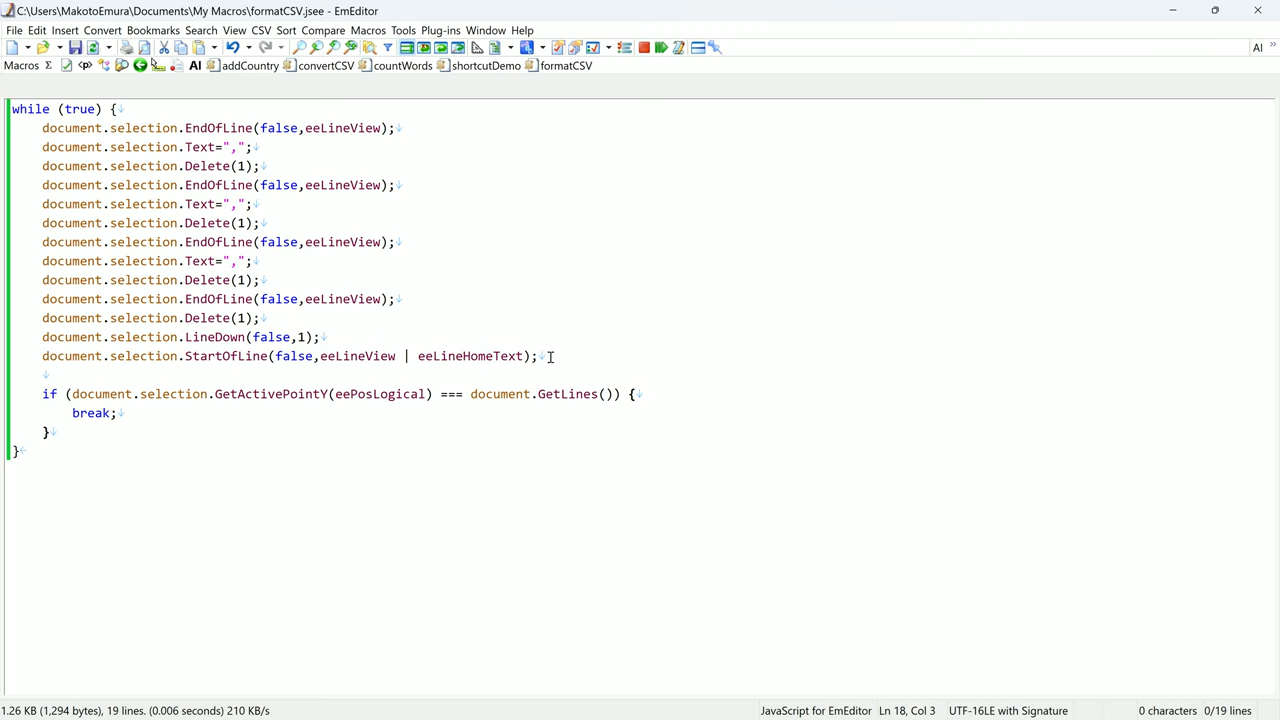 C:\Users\MakotoEmura\Documents\My Macros\formatCSV.jsee - EmEditor
File Edit Insert Convert Bookmarks Search View CSV Sort Compare Macros Tools Plug-ins Window Help
AI »
Macros Σ <P> AI addCountry convertCSV countWords shortcutDemo formatCSV
while (true) {↓
document.selection.EndOfLine(false,eeLineView);↓
document.selection.Text=",";↓
document.selection.Delete(1);↓
document.selection.EndOfLine(false,eeLineView);↓
document.selection.Text=",";↓
document.selection.Delete(1);↓
document.selection.EndOfLine(false,eeLineView);↓
document.selection.Text=",";↓
document.selection.Delete(1);↓
document.selection.EndOfLine(false,eeLineView);↓
document.selection.Delete(1);↓
document.selection.LineDown(false,1);↓
document.selection.StartOfLine(false,eeLineView | eeLineHomeText);↓
↓
if (document.selection.GetActivePointY(eePosLogical) === document.GetLines()) {↓
break;↓
}↓
}←
1.26 KB (1,294 bytes), 19 lines. (0.006 seconds) 210 KB/s JavaScript for EmEditor Ln 18, Col 3 UTF-16LE with Signature 0 characters 0/19 lines